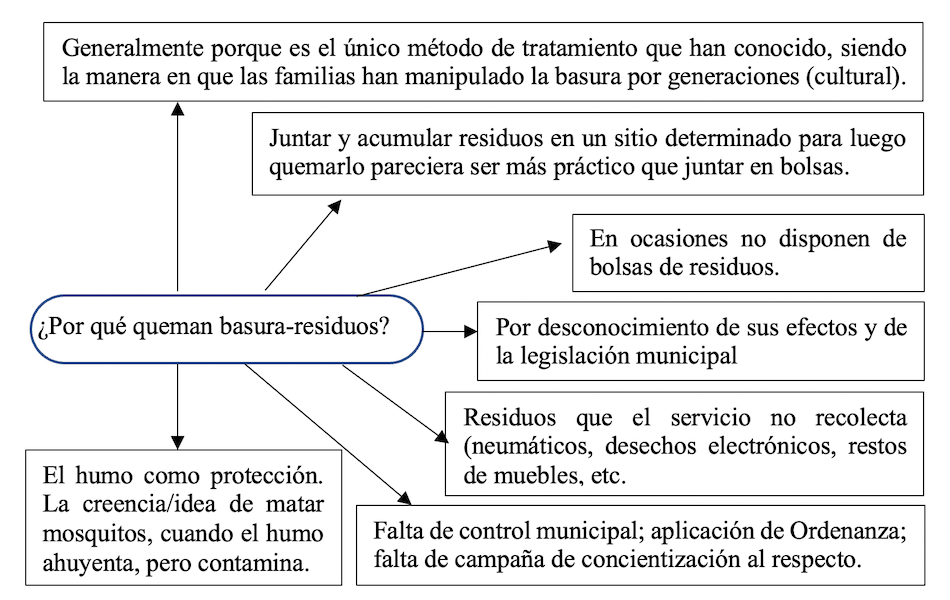 Generalmente porque es el único método de tratamiento que han conocido, siendo
la manera en que las familias han manipulado la basura por generaciones (cultural).
Juntar y acumular residuos en un sitio determinado para luego
quemarlo pareciera ser más práctico que juntar en bolsas.
En ocasiones no disponen de
bolsas de residuos.
¿Por qué queman basura-residuos?
Por desconocimiento de sus efectos y de
la legislación municipal
Residuos que el servicio no recolecta
(neumáticos, desechos electrónicos, restos
de muebles, etc.
El humo como protección.
La creencia/idea de matar
mosquitos, cuando el humo
ahuyenta, pero contamina.
Falta de control municipal; aplicación de Ordenanza;
falta de campaña de concientización al respecto.